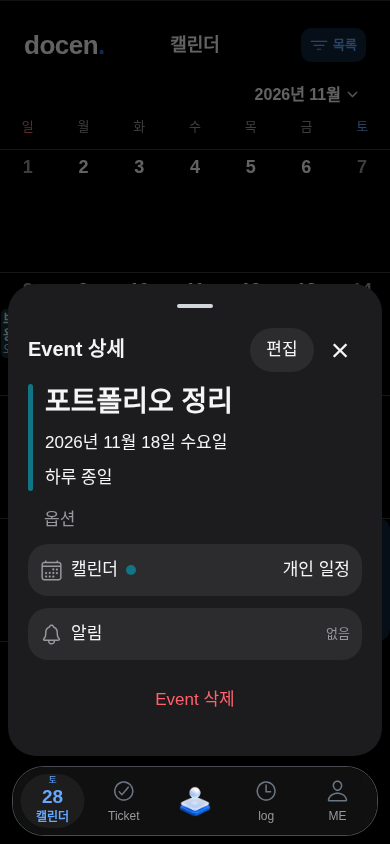 docen.
캘린더
목록
2026년 11월
일 월 화 수 목 금 토
1 2 3 4 5 6 7
Event 상세
편집
포트폴리오 정리
2026년 11월 18일 수요일
하루 종일
옵션
캘린더
개인 일정
알림
없음
Event 삭제
토
28
캘린더
Ticket
log
ME